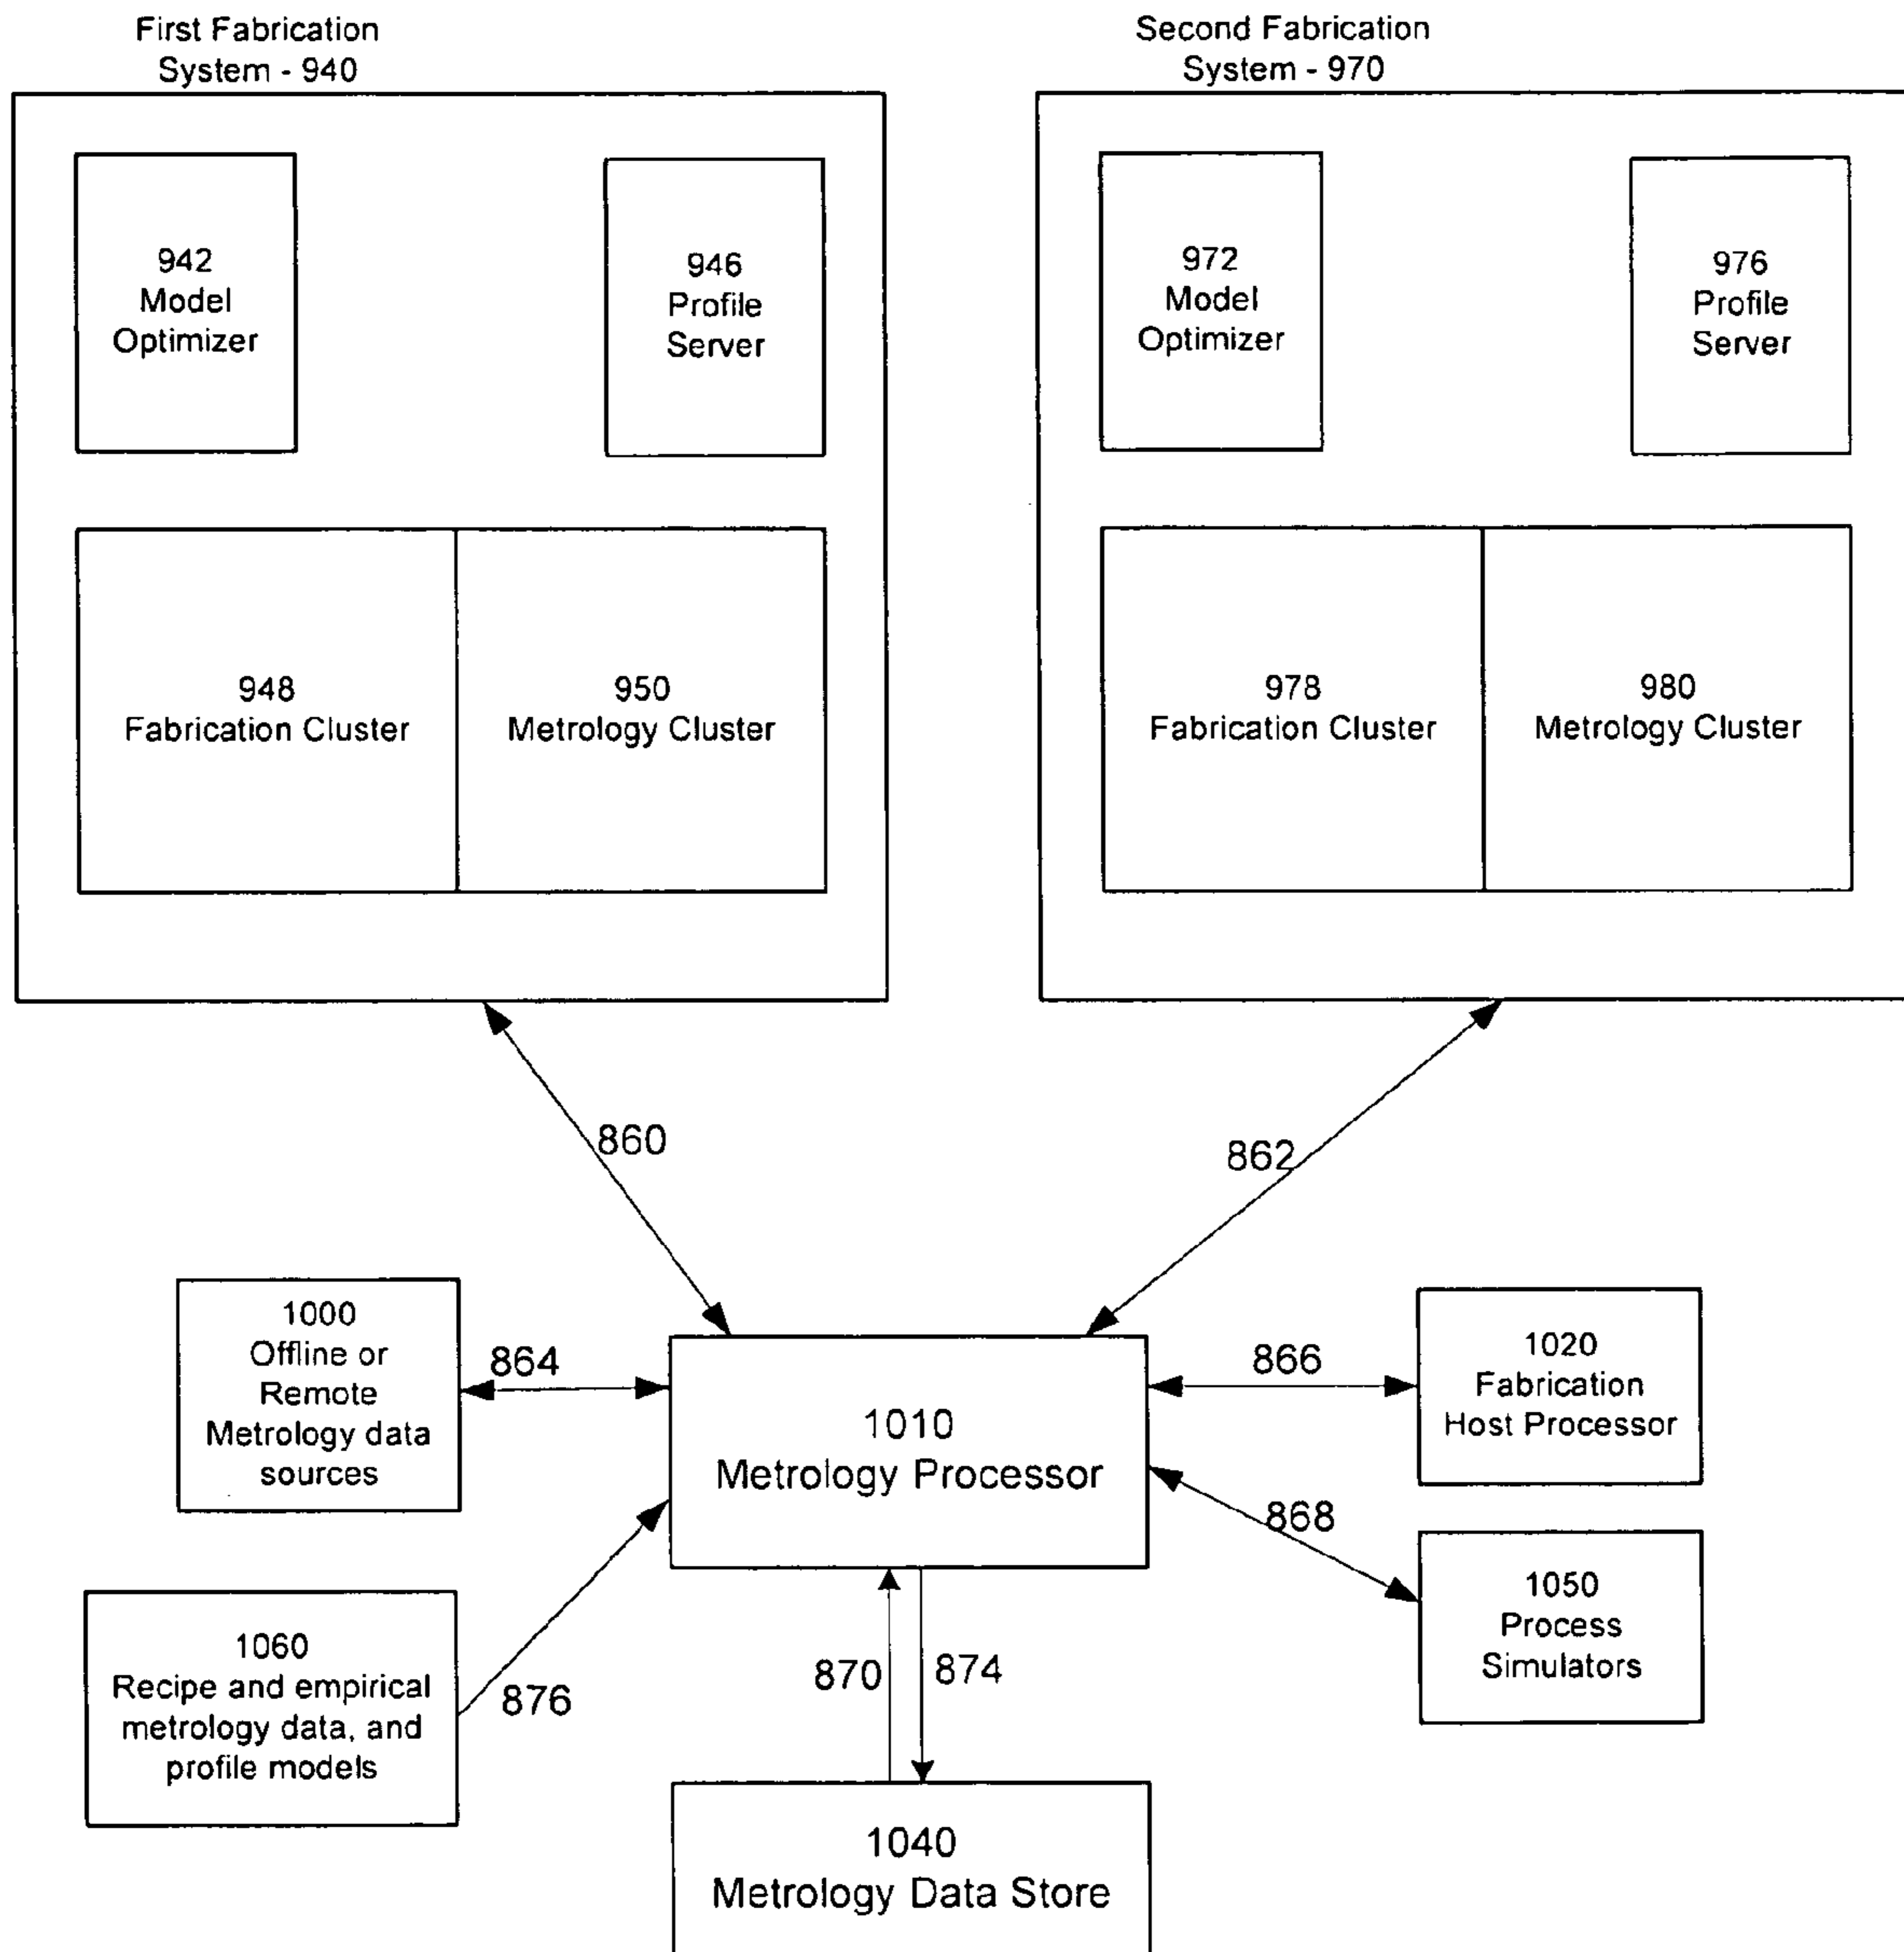 First Fabrication
System - 940
Second Fabrication
System - 970
942
Model
Optimizer
946
Profile
Server
972
Model
Optimizer
976
Profile
Server
948
Fabrication Cluster
950
Metrology Cluster
978
Fabrication Cluster
980
Metrology Cluster
860
862
1000
Offline or
Remote
Metrology data
sources
864
1010
Metrology Processor
866
1020
Fabrication
Host Processor
868
1050
Process
Simulators
1060
Recipe and empirical
metrology data, and
profile models
876
870
874
1040
Metrology Data Store